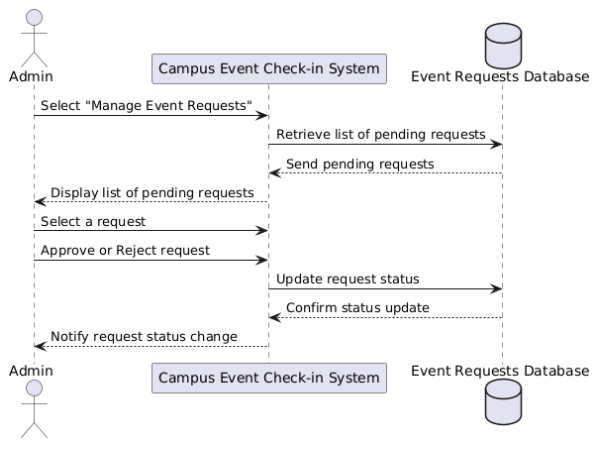 Admin
Campus Event Check-in System
Event Requests Database
Select "Manage Event Requests"
Retrieve list of pending requests
Send pending requests
Display list of pending requests
Select a request
Approve or Reject request
Update request status
Confirm status update
Notify request status change
Admin
Campus Event Check-in System
Event Requests Database